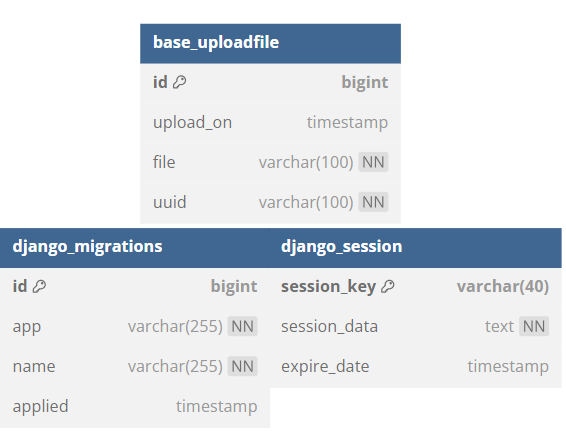 base_uploadfile
id bigint
upload_on timestamp
file varchar(100) NN
uuid varchar(100) NN
django_migrations
id bigint
app varchar(255) NN
name varchar(255) NN
applied timestamp
django_session
session_key varchar(40)
session_data text NN
expire_date timestamp